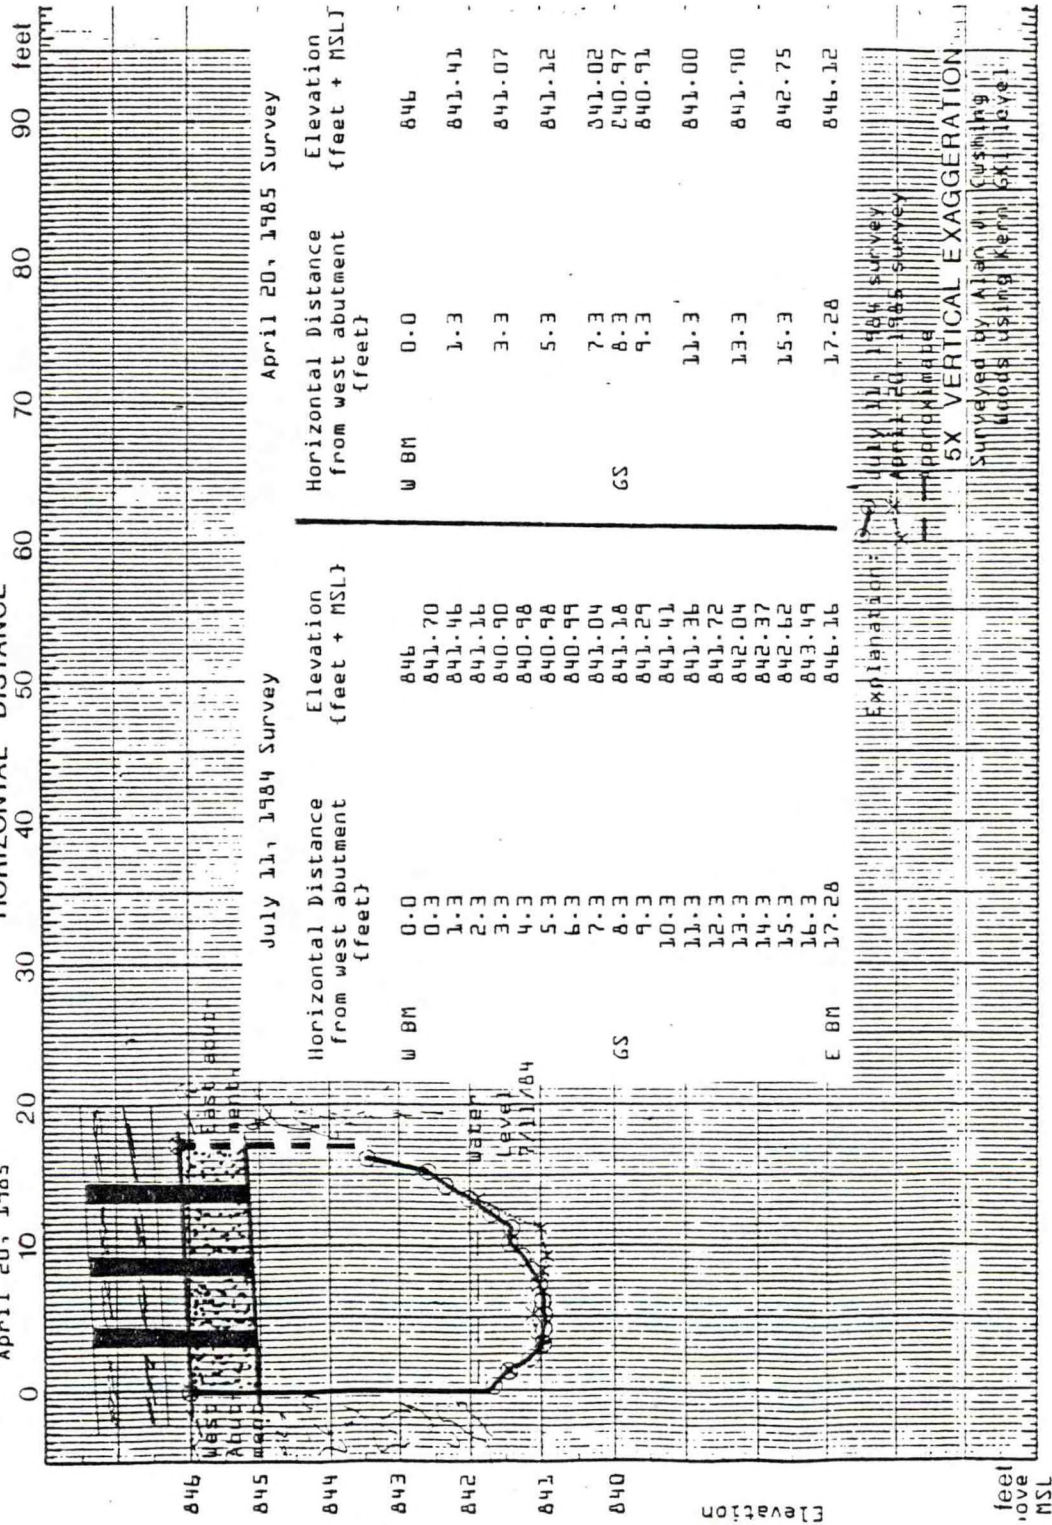 April 20, 1985
HORIZONTAL DISTANCE
0 10 20 30 40 50 60 70 80 90 feet
846
845
844
843
842
841
840
feet
MSL
Elevation
West
Abut-
ment
East abut-
ment
Water
Level
7/11/84
July 11, 1984 Survey
Horizontal Distance Elevation
from west abutment {feet + MSL}
{feet}
W BM 0.0 846
0.3 841.70
1.3 841.46
2.3 841.16
3.3 840.90
4.3 840.98
5.3 840.98
6.3 840.99
7.3 841.04
GS 8.3 841.18
9.3 841.29
10.3 841.41
11.3 841.36
12.3 841.72
13.3 842.04
14.3 842.37
15.3 842.62
16.3 843.49
E BM 17.28 846.16
April 20, 1985 Survey
Horizontal Distance Elevation
from west abutment {feet + MSL}
{feet}
W BM 0.0 846
1.3 841.41
3.3 841.07
5.3 841.12
7.3 841.02
GS 8.3 840.97
9.3 840.91
11.3 841.00
13.3 841.90
15.3 842.75
17.28 846.12
Explanation:
July 11, 1984 survey
April 20, 1985 survey
approximate
5X VERTICAL EXAGGERATION
Surveyed by Alan J. Cushing
Woods using Kern GK1 level